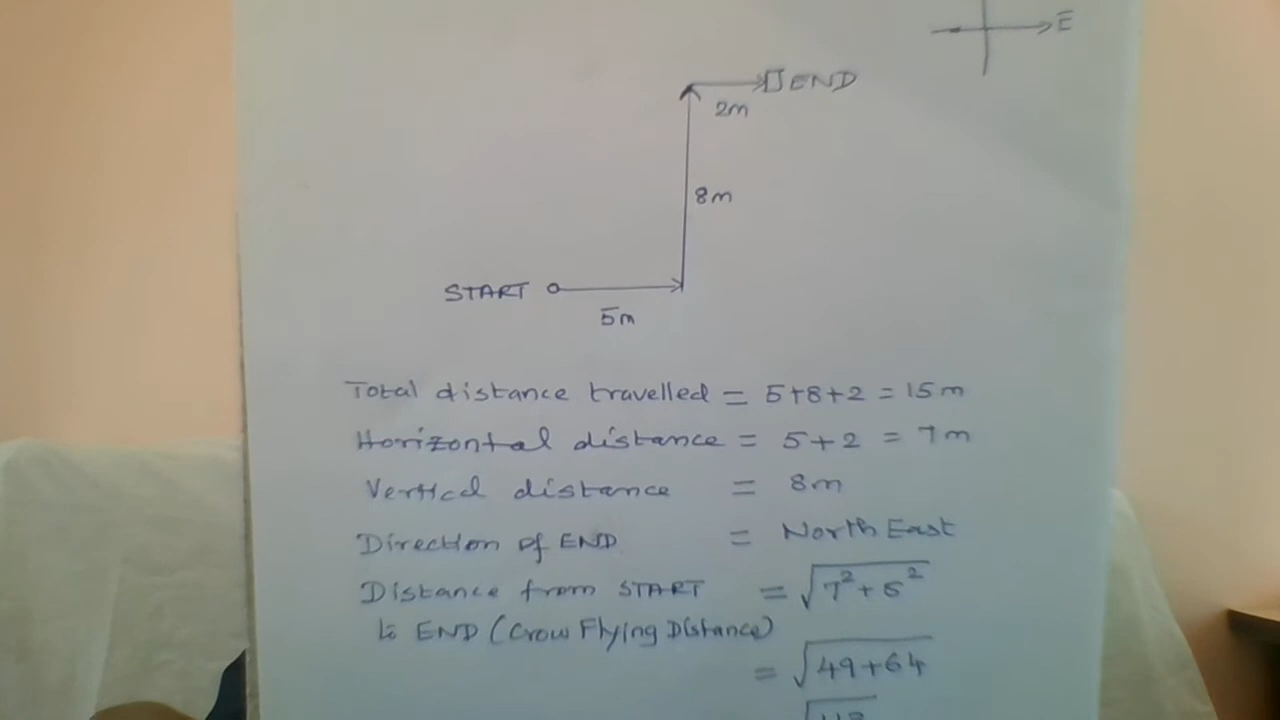 E
END
2m
8m
START
5m
Total distance travelled = 5+8+2 = 15m
Horizontal distance = 5+2 = 7m
Vertical distance = 8m
Direction of END = North East
Distance from START = √7²+8²
to END (Crow Flying Distance)
= √49+64